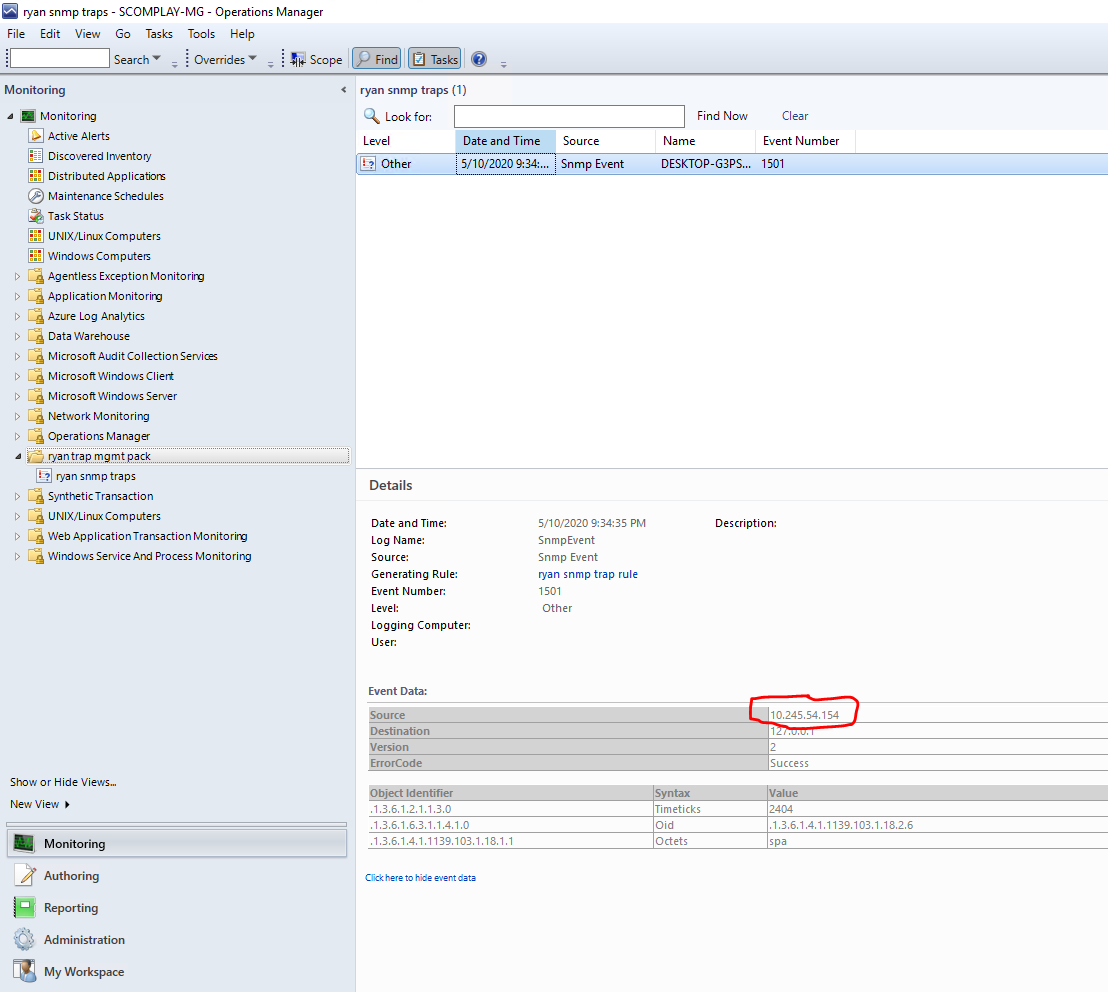 ryan snmp traps - SCOMPLAY-MG - Operations Manager
File Edit View Go Tasks Tools Help
Search Overrides Scope Find Tasks
Monitoring
Monitoring
Active Alerts
Discovered Inventory
Distributed Applications
Maintenance Schedules
Task Status
UNIX/Linux Computers
Windows Computers
Agentless Exception Monitoring
Application Monitoring
Azure Log Analytics
Data Warehouse
Microsoft Audit Collection Services
Microsoft Windows Client
Microsoft Windows Server
Network Monitoring
Operations Manager
ryan trap mgmt pack
ryan snmp traps
Synthetic Transaction
UNIX/Linux Computers
Web Application Transaction Monitoring
Windows Service And Process Monitoring
Show or Hide Views...
New View
Monitoring
Authoring
Reporting
Administration
My Workspace
ryan snmp traps (1)
Look for: Find Now Clear
Level Date and Time Source Name Event Number
Other 5/10/2020 9:34:... Snmp Event DESKTOP-G3PS... 1501
Details
Date and Time: 5/10/2020 9:34:35 PM Description:
Log Name: SnmpEvent
Source: Snmp Event
Generating Rule: ryan snmp trap rule
Event Number: 1501
Level: Other
Logging Computer:
User:
Event Data:
Source 10.245.54.154
Destination 127.0.0.1
Version 2
ErrorCode Success
Object Identifier Syntax Value
.1.3.6.1.2.1.1.3.0 Timeticks 2404
.1.3.6.1.6.3.1.1.4.1.0 Oid .1.3.6.1.4.1.1139.103.1.18.2.6
.1.3.6.1.4.1.1139.103.1.18.1.1 Octets spa
Click here to hide event data